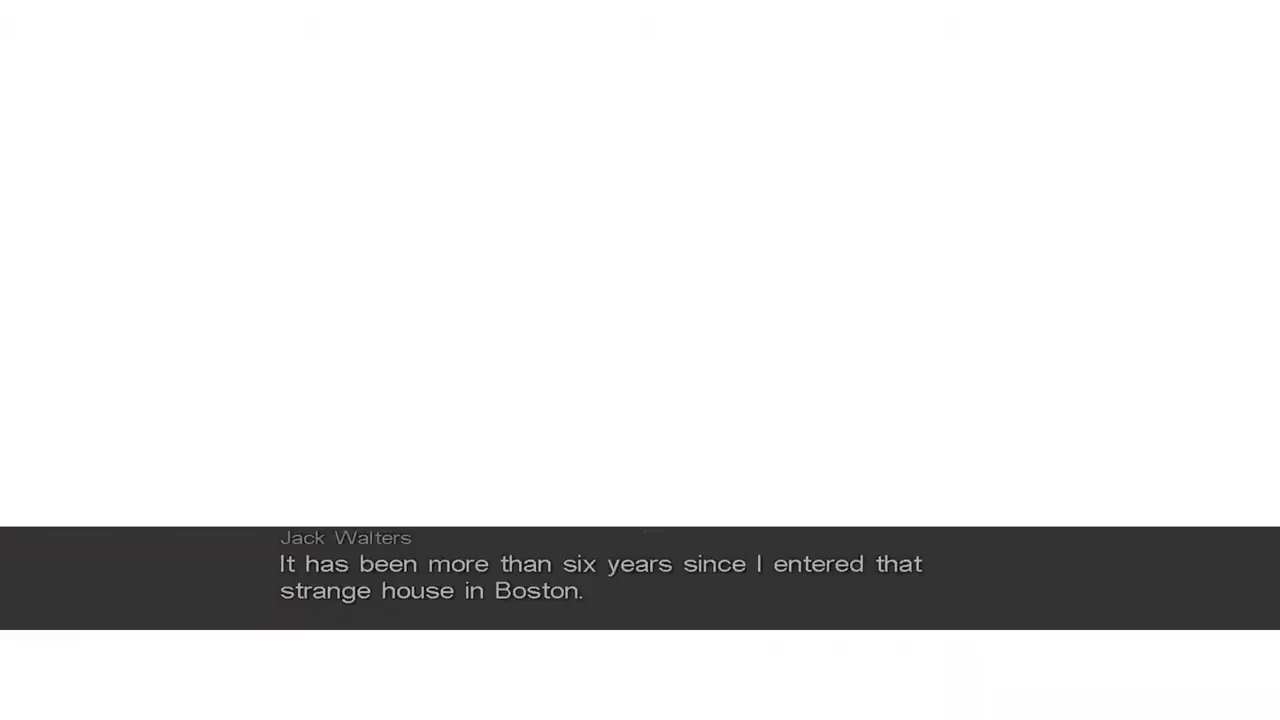 Jack Walters
It has been more than six years since I entered that
strange house in Boston.